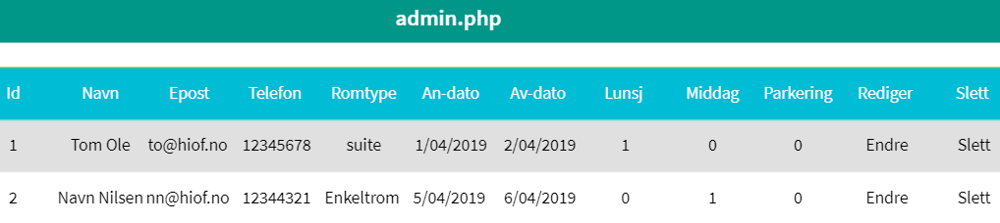 admin.php
Id Navn Epost Telefon Romtype An-dato Av-dato Lunsj Middag Parkering Rediger Slett
1 Tom Ole to@hiof.no 12345678 suite 1/04/2019 2/04/2019 1 0 0 Endre Slett
2 Navn Nilsen nn@hiof.no 12344321 Enkeltrom 5/04/2019 6/04/2019 0 1 0 Endre Slett